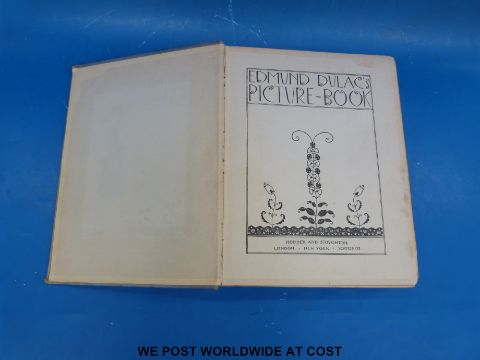 EDMUND DULAC'S
PICTURE-BOOK
HODDER AND STOUGHTON
LONDON · NEW YORK · TORONTO
WE POST WORLDWIDE AT COST